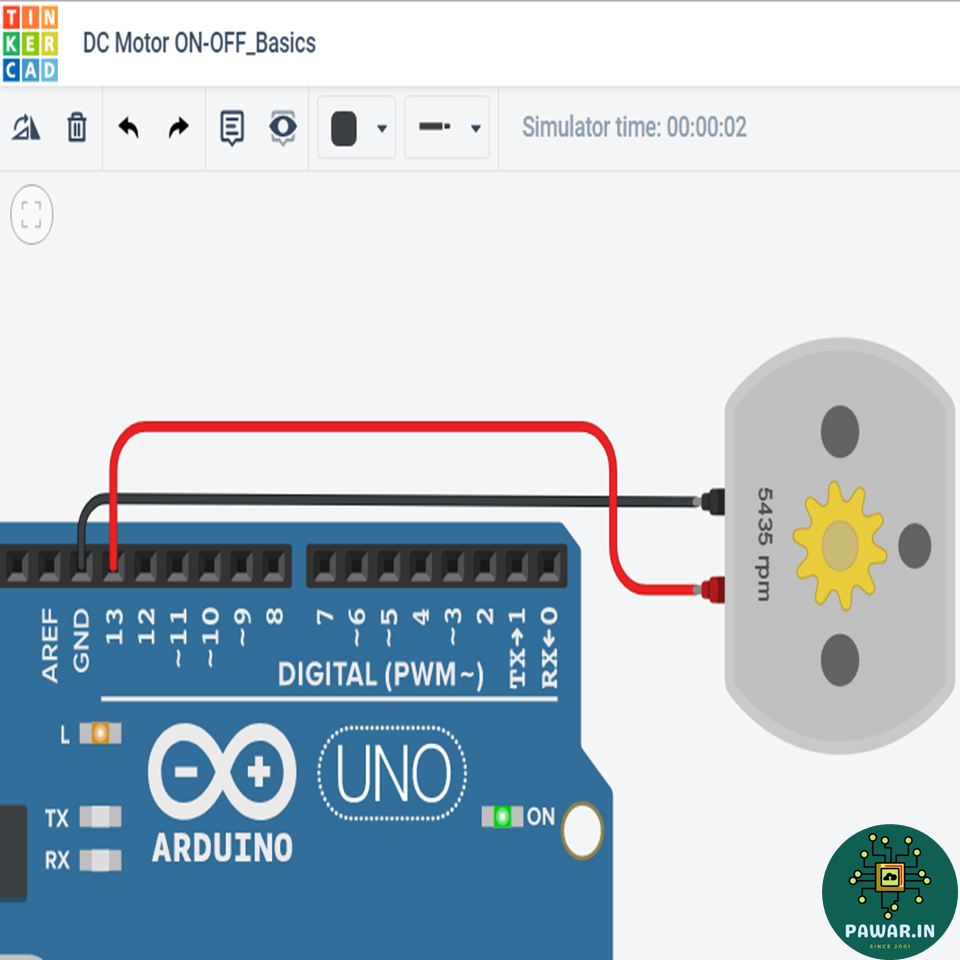 TIN
KER
CAD
DC Motor ON-OFF_Basics
Simulator time: 00:00:02
5435 rpm
AREF
GND
13
12
~11
~10
~9
8
7
~6
~5
4
~3
2
TX→1
RX←0
DIGITAL (PWM~)
L
TX
RX
UNO
ARDUINO
ON
PAWAR.IN
SINCE 2001